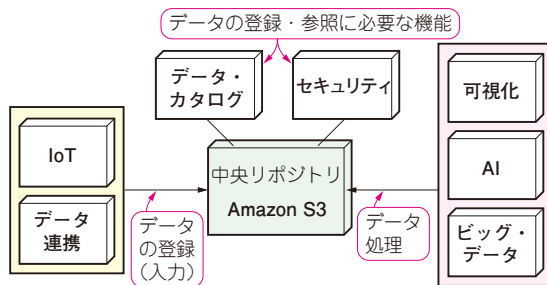 データの登録・参照に必要な機能
データ・
カタログ
セキュリティ
可視化
IoT
中央リポジトリ
Amazon S3
AI
データ
連携
データ
の登録
(入力)
データ
処理
ビッグ・
データ